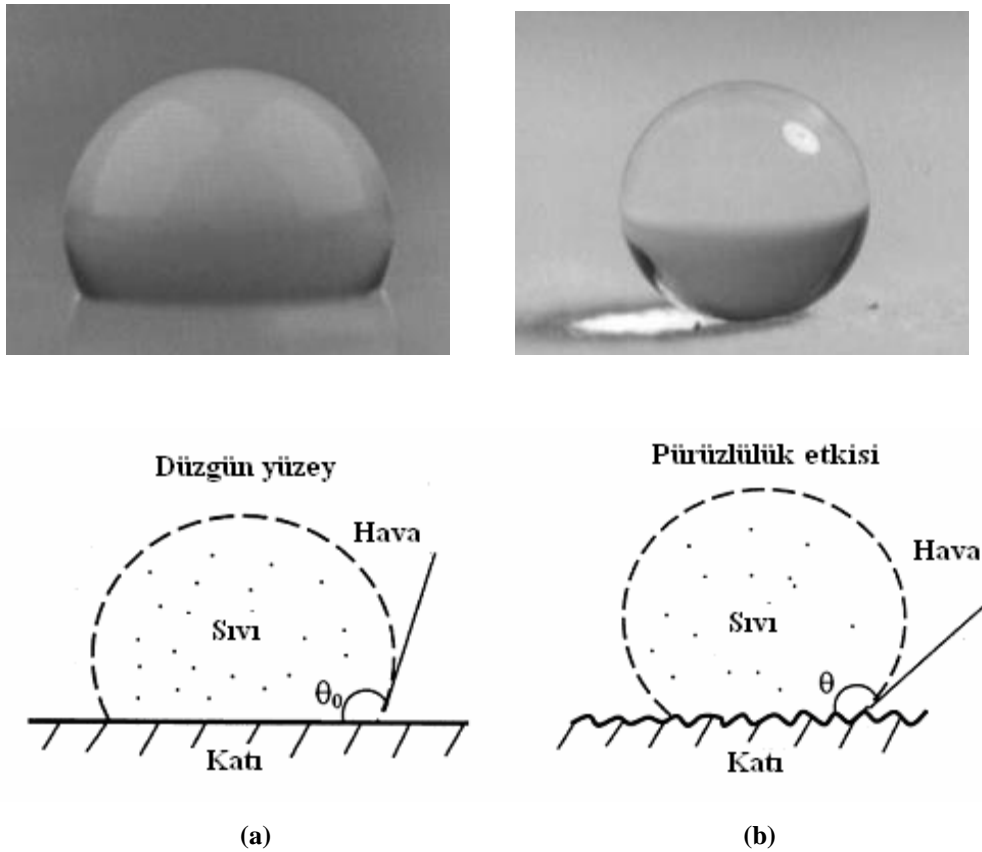 Düzgün yüzey
Hava
Sıvı
θ₀
Katı
(a)
Pürüzlülük etkisi
Hava
Sıvı
θ
Katı
(b)